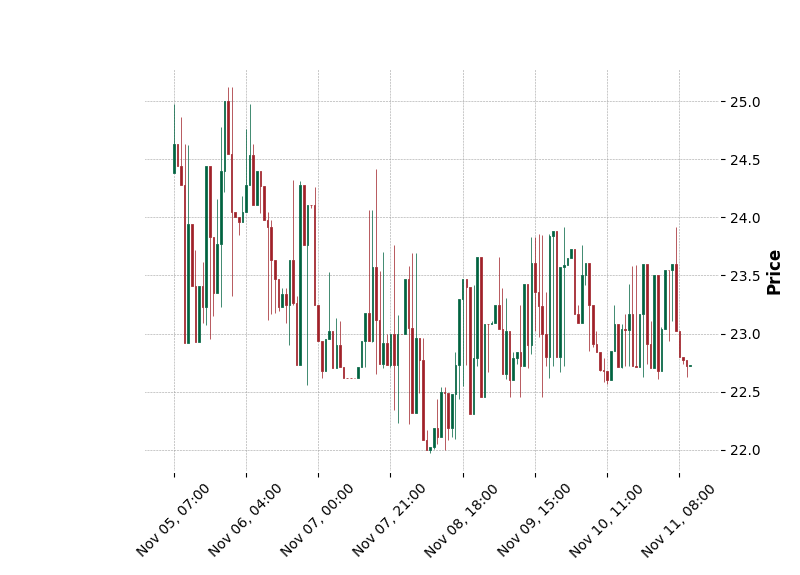 25.0
24.5
24.0
23.5
23.0
22.5
22.0
Price
Nov 05, 07:00
Nov 06, 04:00
Nov 07, 00:00
Nov 07, 21:00
Nov 08, 18:00
Nov 09, 15:00
Nov 10, 11:00
Nov 11, 08:00